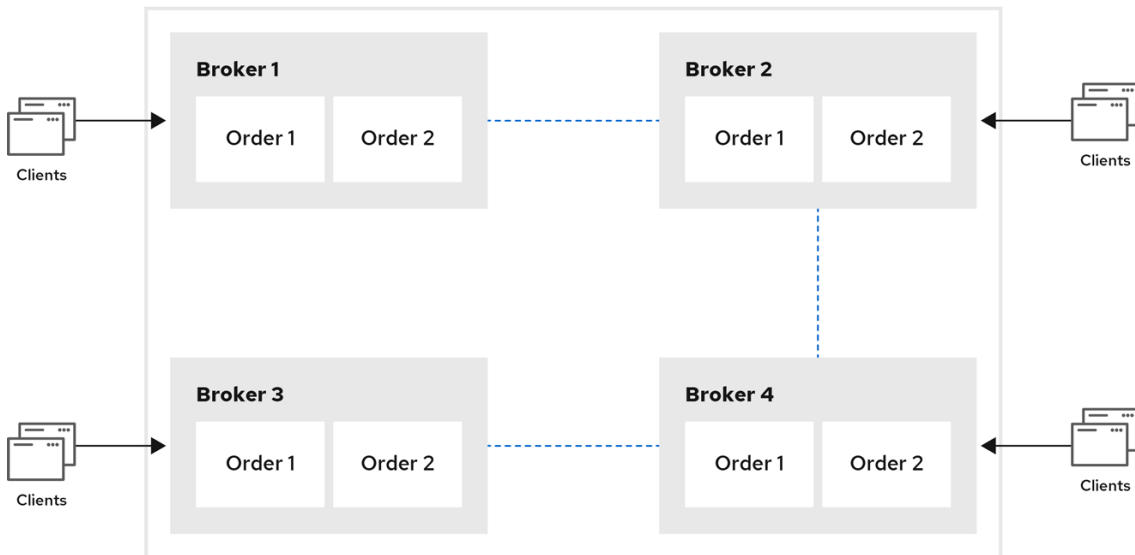 Broker 1
Order 1
Order 2
Broker 2
Order 1
Order 2
Clients
Clients
Broker 3
Order 1
Order 2
Broker 4
Order 1
Order 2
Clients
Clients